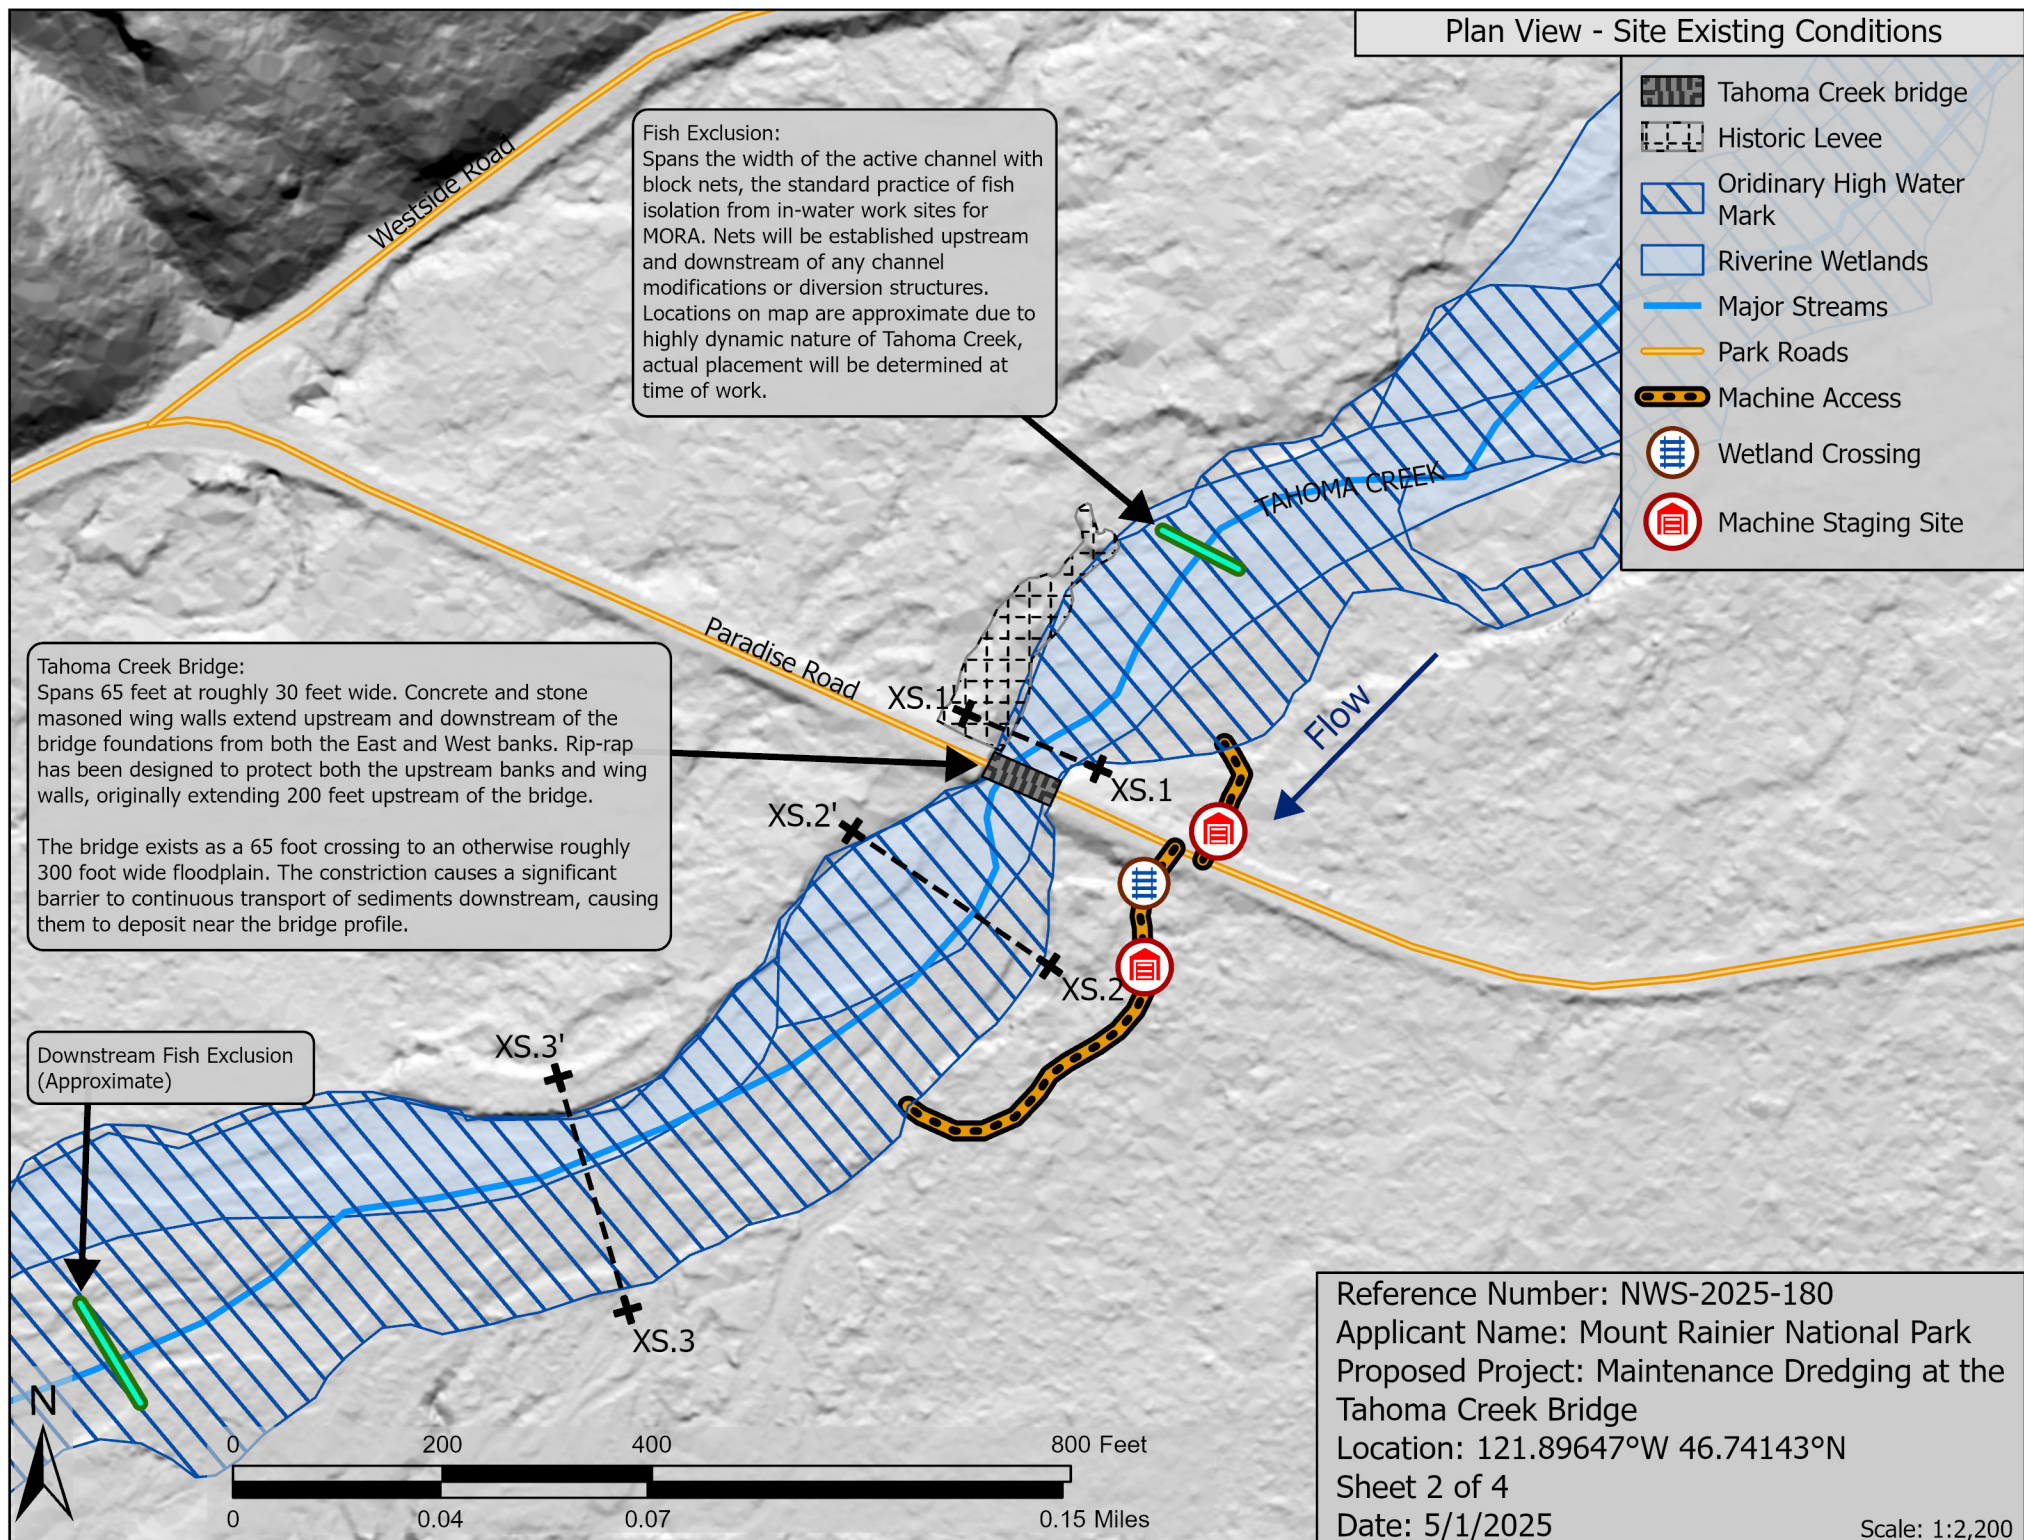 Plan View - Site Existing Conditions
Tahoma Creek bridge
Historic Levee
Oridinary High Water
Mark
Riverine Wetlands
Major Streams
Park Roads
Machine Access
Wetland Crossing
Machine Staging Site
Westside Road
Fish Exclusion:
Spans the width of the active channel with
block nets, the standard practice of fish
isolation from in-water work sites for
MORA. Nets will be established upstream
and downstream of any channel
modifications or diversion structures.
Locations on map are approximate due to
highly dynamic nature of Tahoma Creek,
actual placement will be determined at
time of work.
TAHOMA CREEK
Paradise Road
Flow
XS.1'
XS.1
XS.2'
XS.2
XS.3'
XS.3
Tahoma Creek Bridge:
Spans 65 feet at roughly 30 feet wide. Concrete and stone
masoned wing walls extend upstream and downstream of the
bridge foundations from both the East and West banks. Rip-rap
has been designed to protect both the upstream banks and wing
walls, originally extending 200 feet upstream of the bridge.
The bridge exists as a 65 foot crossing to an otherwise roughly
300 foot wide floodplain. The constriction causes a significant
barrier to continuous transport of sediments downstream, causing
them to deposit near the bridge profile.
Downstream Fish Exclusion
(Approximate)
N
0 200 400 800 Feet
0 0.04 0.07 0.15 Miles
Reference Number: NWS-2025-180
Applicant Name: Mount Rainier National Park
Proposed Project: Maintenance Dredging at the
Tahoma Creek Bridge
Location: 121.89647°W 46.74143°N
Sheet 2 of 4
Date: 5/1/2025
Scale: 1:2,200